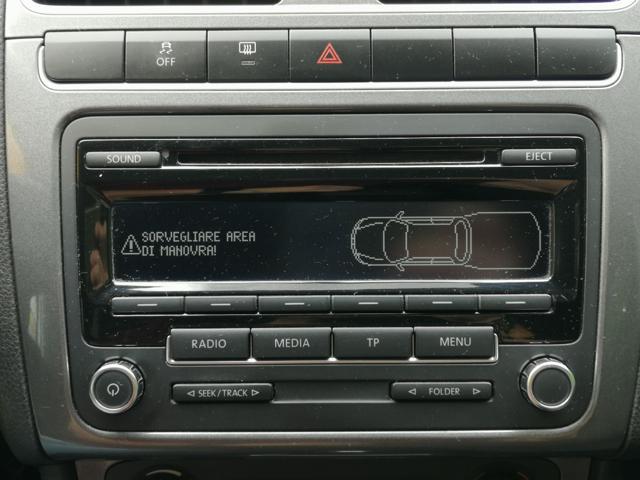 OFF
SOUND
EJECT
SORVEGLIARE AREA
DI MANOVRA!
RADIO
MEDIA
TP
MENU
SEEK/TRACK
FOLDER